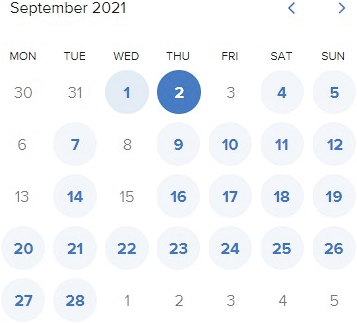 September 2021
MON TUE WED THU FRI SAT SUN
30 31 1 2 3 4 5
6 7 8 9 10 11 12
13 14 15 16 17 18 19
20 21 22 23 24 25 26
27 28 1 2 3 4 5